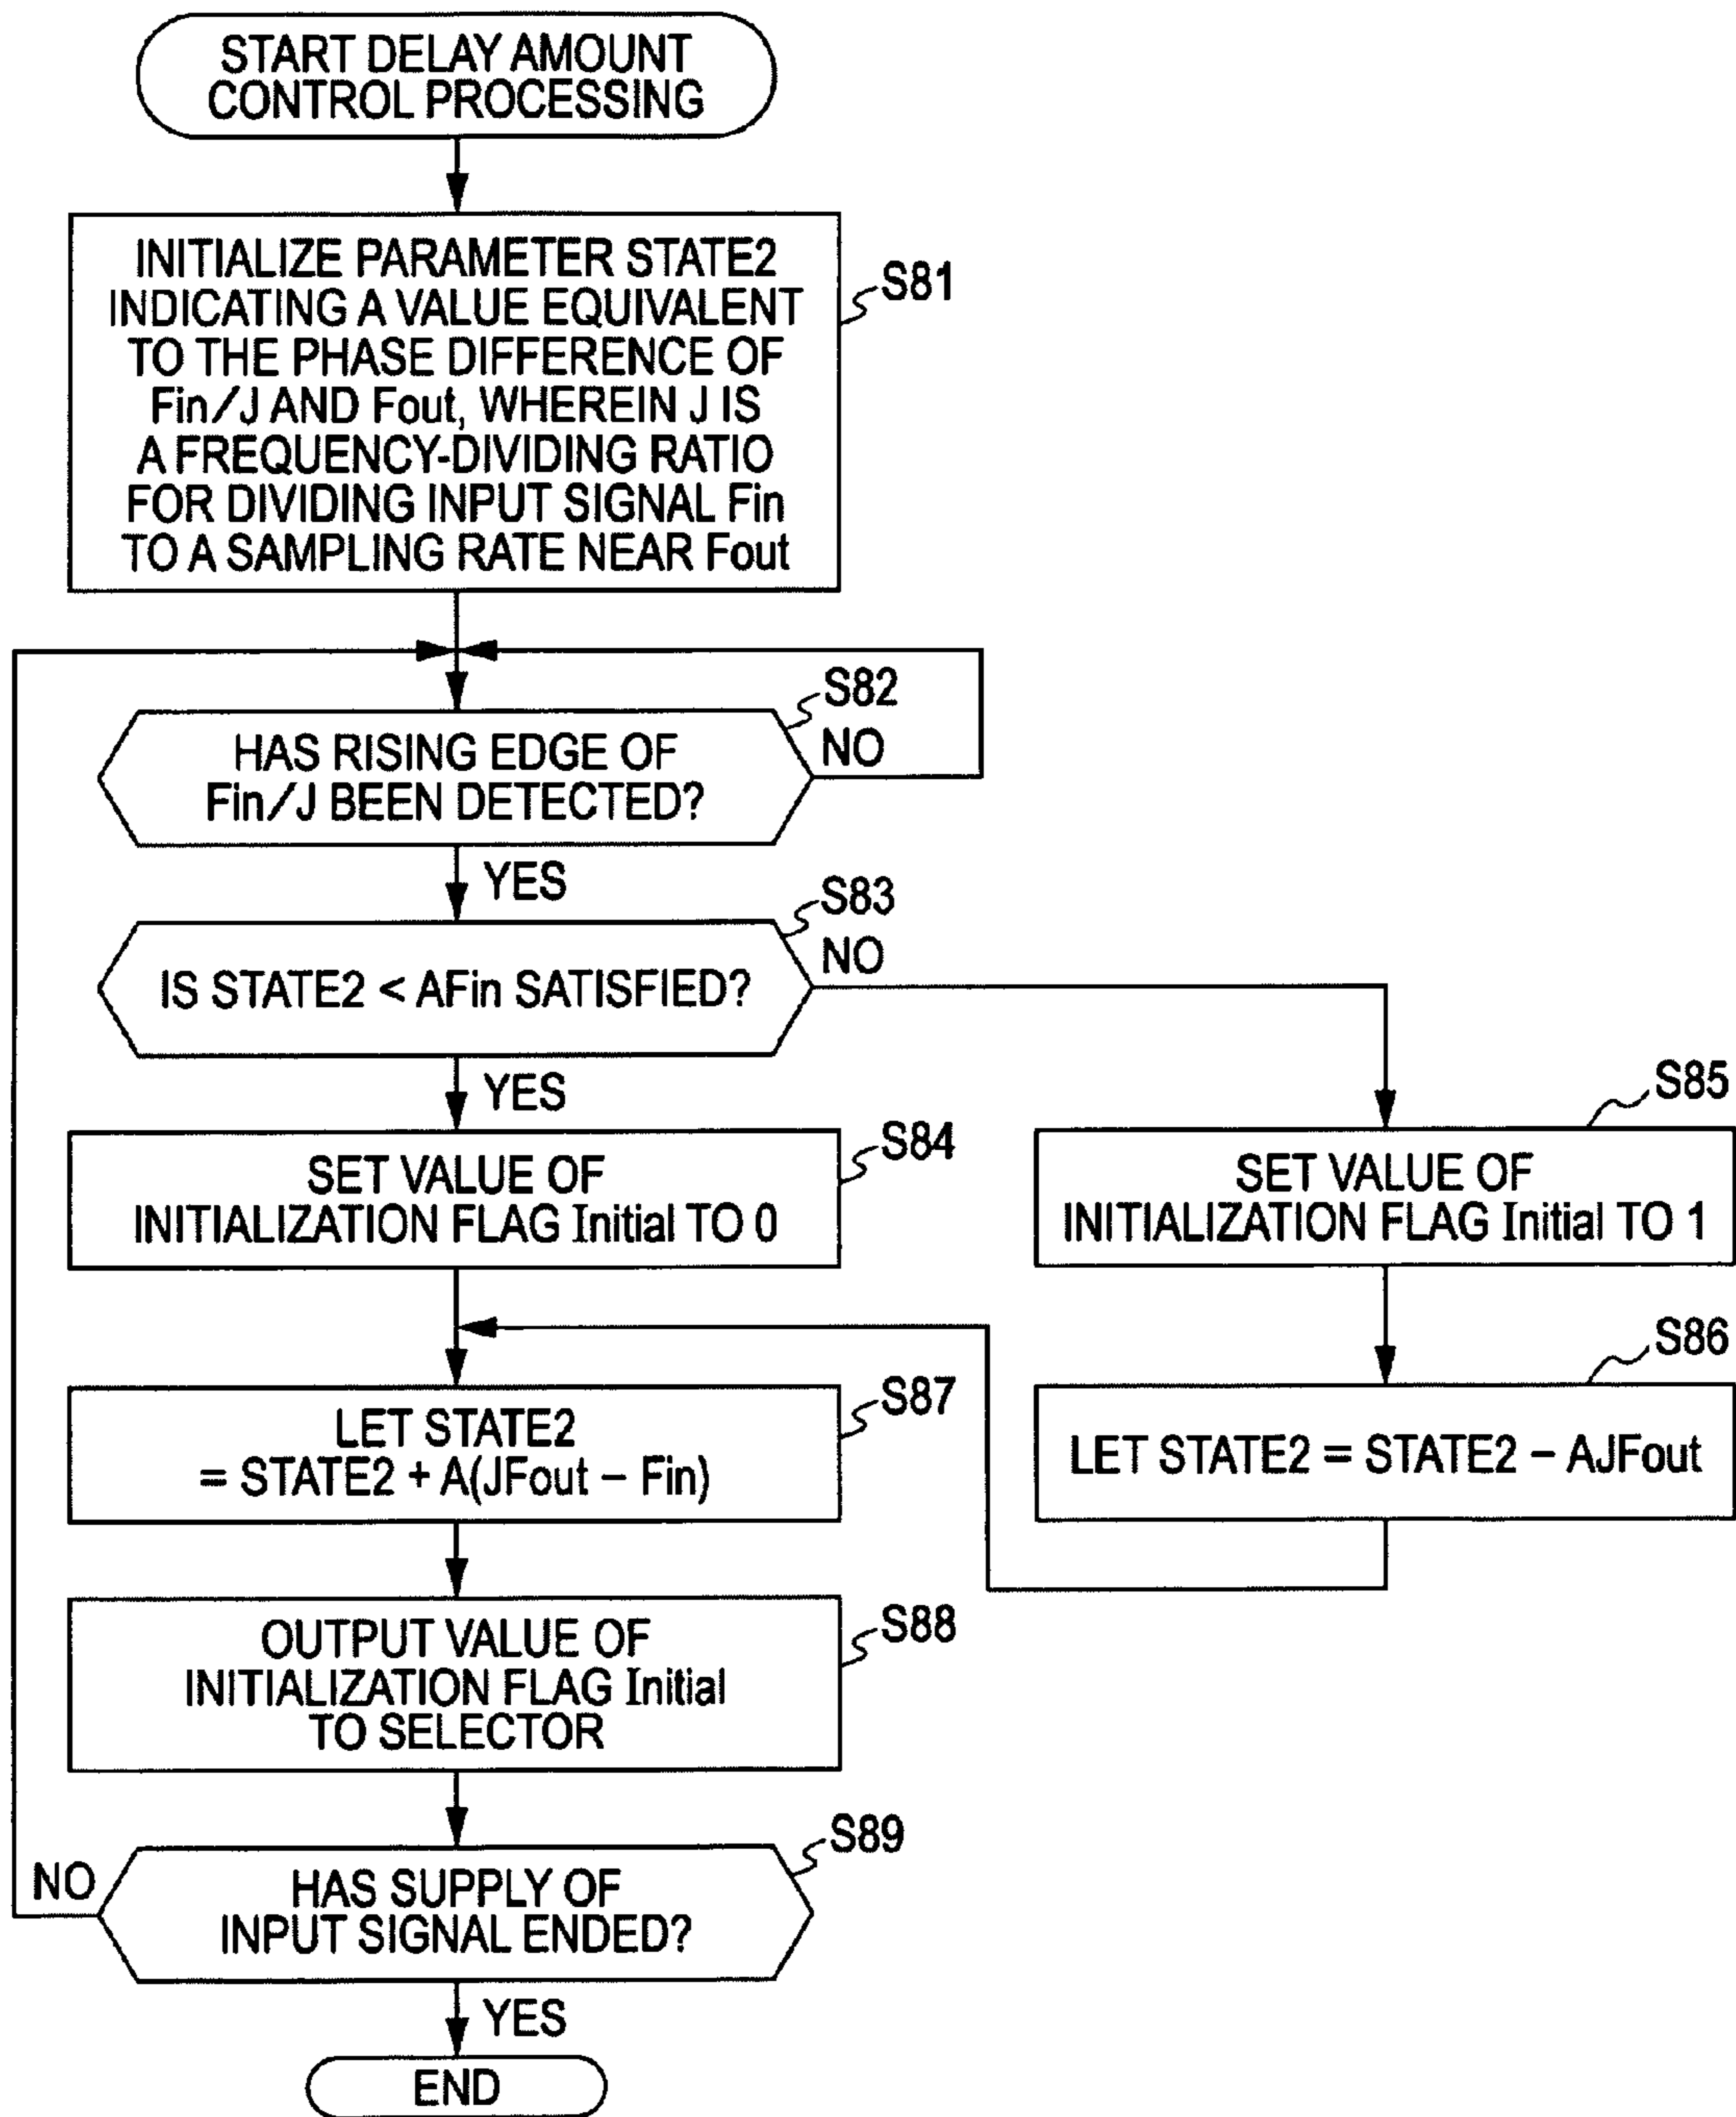 START DELAY AMOUNT
CONTROL PROCESSING
INITIALIZE PARAMETER STATE2
INDICATING A VALUE EQUIVALENT
TO THE PHASE DIFFERENCE OF
Fin/J AND Fout, WHEREIN J IS
A FREQUENCY-DIVIDING RATIO
FOR DIVIDING INPUT SIGNAL Fin
TO A SAMPLING RATE NEAR Fout
S81
HAS RISING EDGE OF
Fin/J BEEN DETECTED?
S82
NO
YES
IS STATE2 < AFin SATISFIED?
S83
NO
YES
SET VALUE OF
INITIALIZATION FLAG Initial TO 0
S84
SET VALUE OF
INITIALIZATION FLAG Initial TO 1
S85
LET STATE2 = STATE2 – AJFout
S86
LET STATE2
= STATE2 + A(JFout – Fin)
S87
OUTPUT VALUE OF
INITIALIZATION FLAG Initial
TO SELECTOR
S88
HAS SUPPLY OF
INPUT SIGNAL ENDED?
S89
NO
YES
END